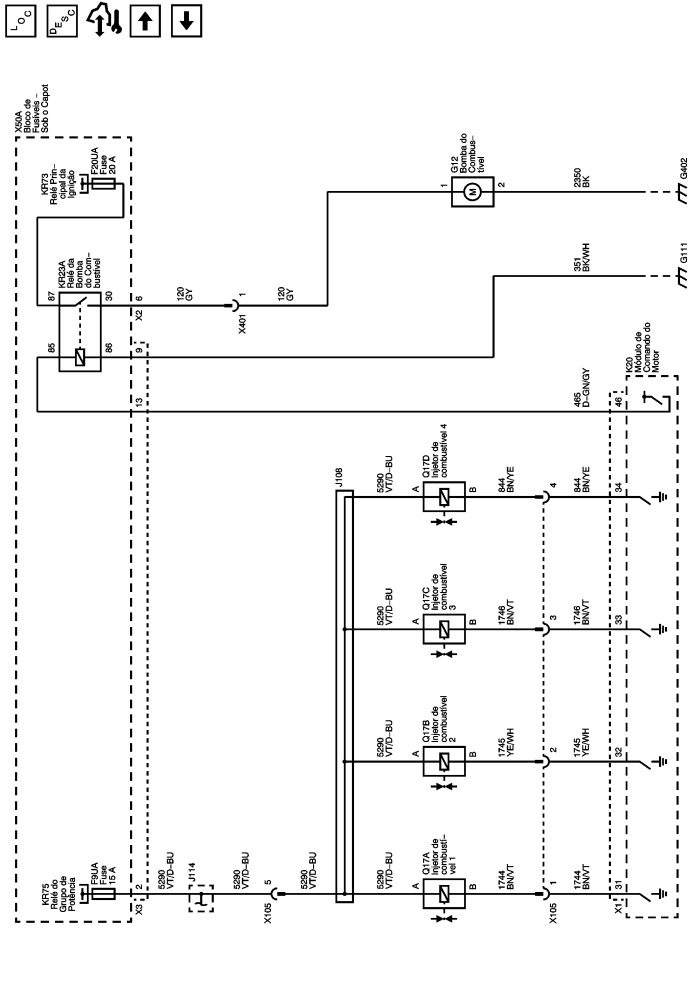 LOC
DESC
X50A
Bloco de
Fusíveis –
Sob o Capot
KR73
Relé Prin–
cipal da
Ignição
F20UA
Fuse
20 A
KR23A
Relé da
Bomba
do Com–
bustível
87
30
85
86
6
X2
9
13
120
GY
1
X401
120
GY
G12
Bomba do
Combus–
tível
1
M
2
2350
BK
G402
351
BK/WH
G111
465
D–GN/GY
K20
Módulo de
Comando do
Motor
46
KR75
Relé do
Grupo de
Potência
F9UA
Fuse
15 A
2
X3
5290
VT/D–BU
J114
5290
VT/D–BU
5
X105
5290
VT/D–BU
J108
5290
VT/D–BU
A
Q17D
Injetor de
combustível 4
B
844
BN/YE
4
844
BN/YE
34
5290
VT/D–BU
A
Q17C
Injetor de
combustível
3
B
1746
BN/VT
3
1746
BN/VT
33
5290
VT/D–BU
A
Q17B
Injetor de
combustível
2
B
1745
YE/WH
2
1745
YE/WH
32
5290
VT/D–BU
A
Q17A
Injetor de
combustí–
vel 1
B
1744
BN/VT
1
X105
1744
BN/VT
31
X1